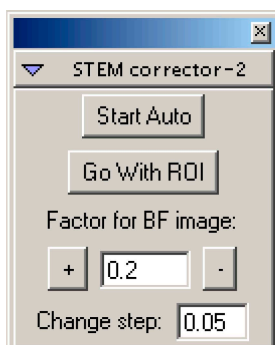 STEM corrector-2
Start Auto
Go With ROI
Factor for BF image:
+ 0.2 -
Change step: 0.05